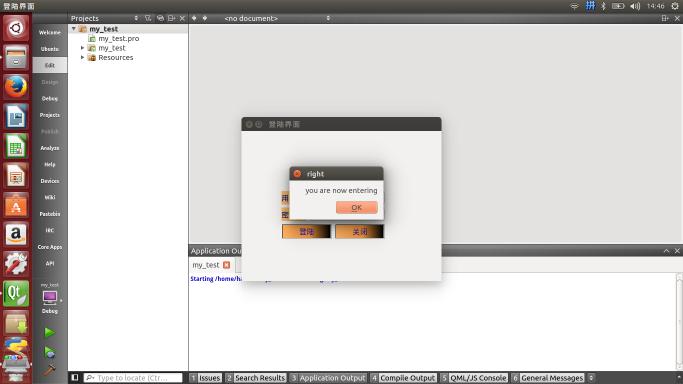 登陆界面
14:46
Projects
<no document>
Welcome
Ubuntu
Edit
Design
Debug
Projects
Publish
Analyze
Help
Devices
Wiki
Pastebin
IRC
Core Apps
API
my_test
Debug
my_test
my_test.pro
my_test
Resources
登陆界面
right
you are now entering
OK
用
密
登陆
关闭
Application Ou
my_test
Starting /home/ha
Type to locate (Ctr...
1 Issues
2 Search Results
3 Application Output
4 Compile Output
5 QML/JS Console
6 General Messages